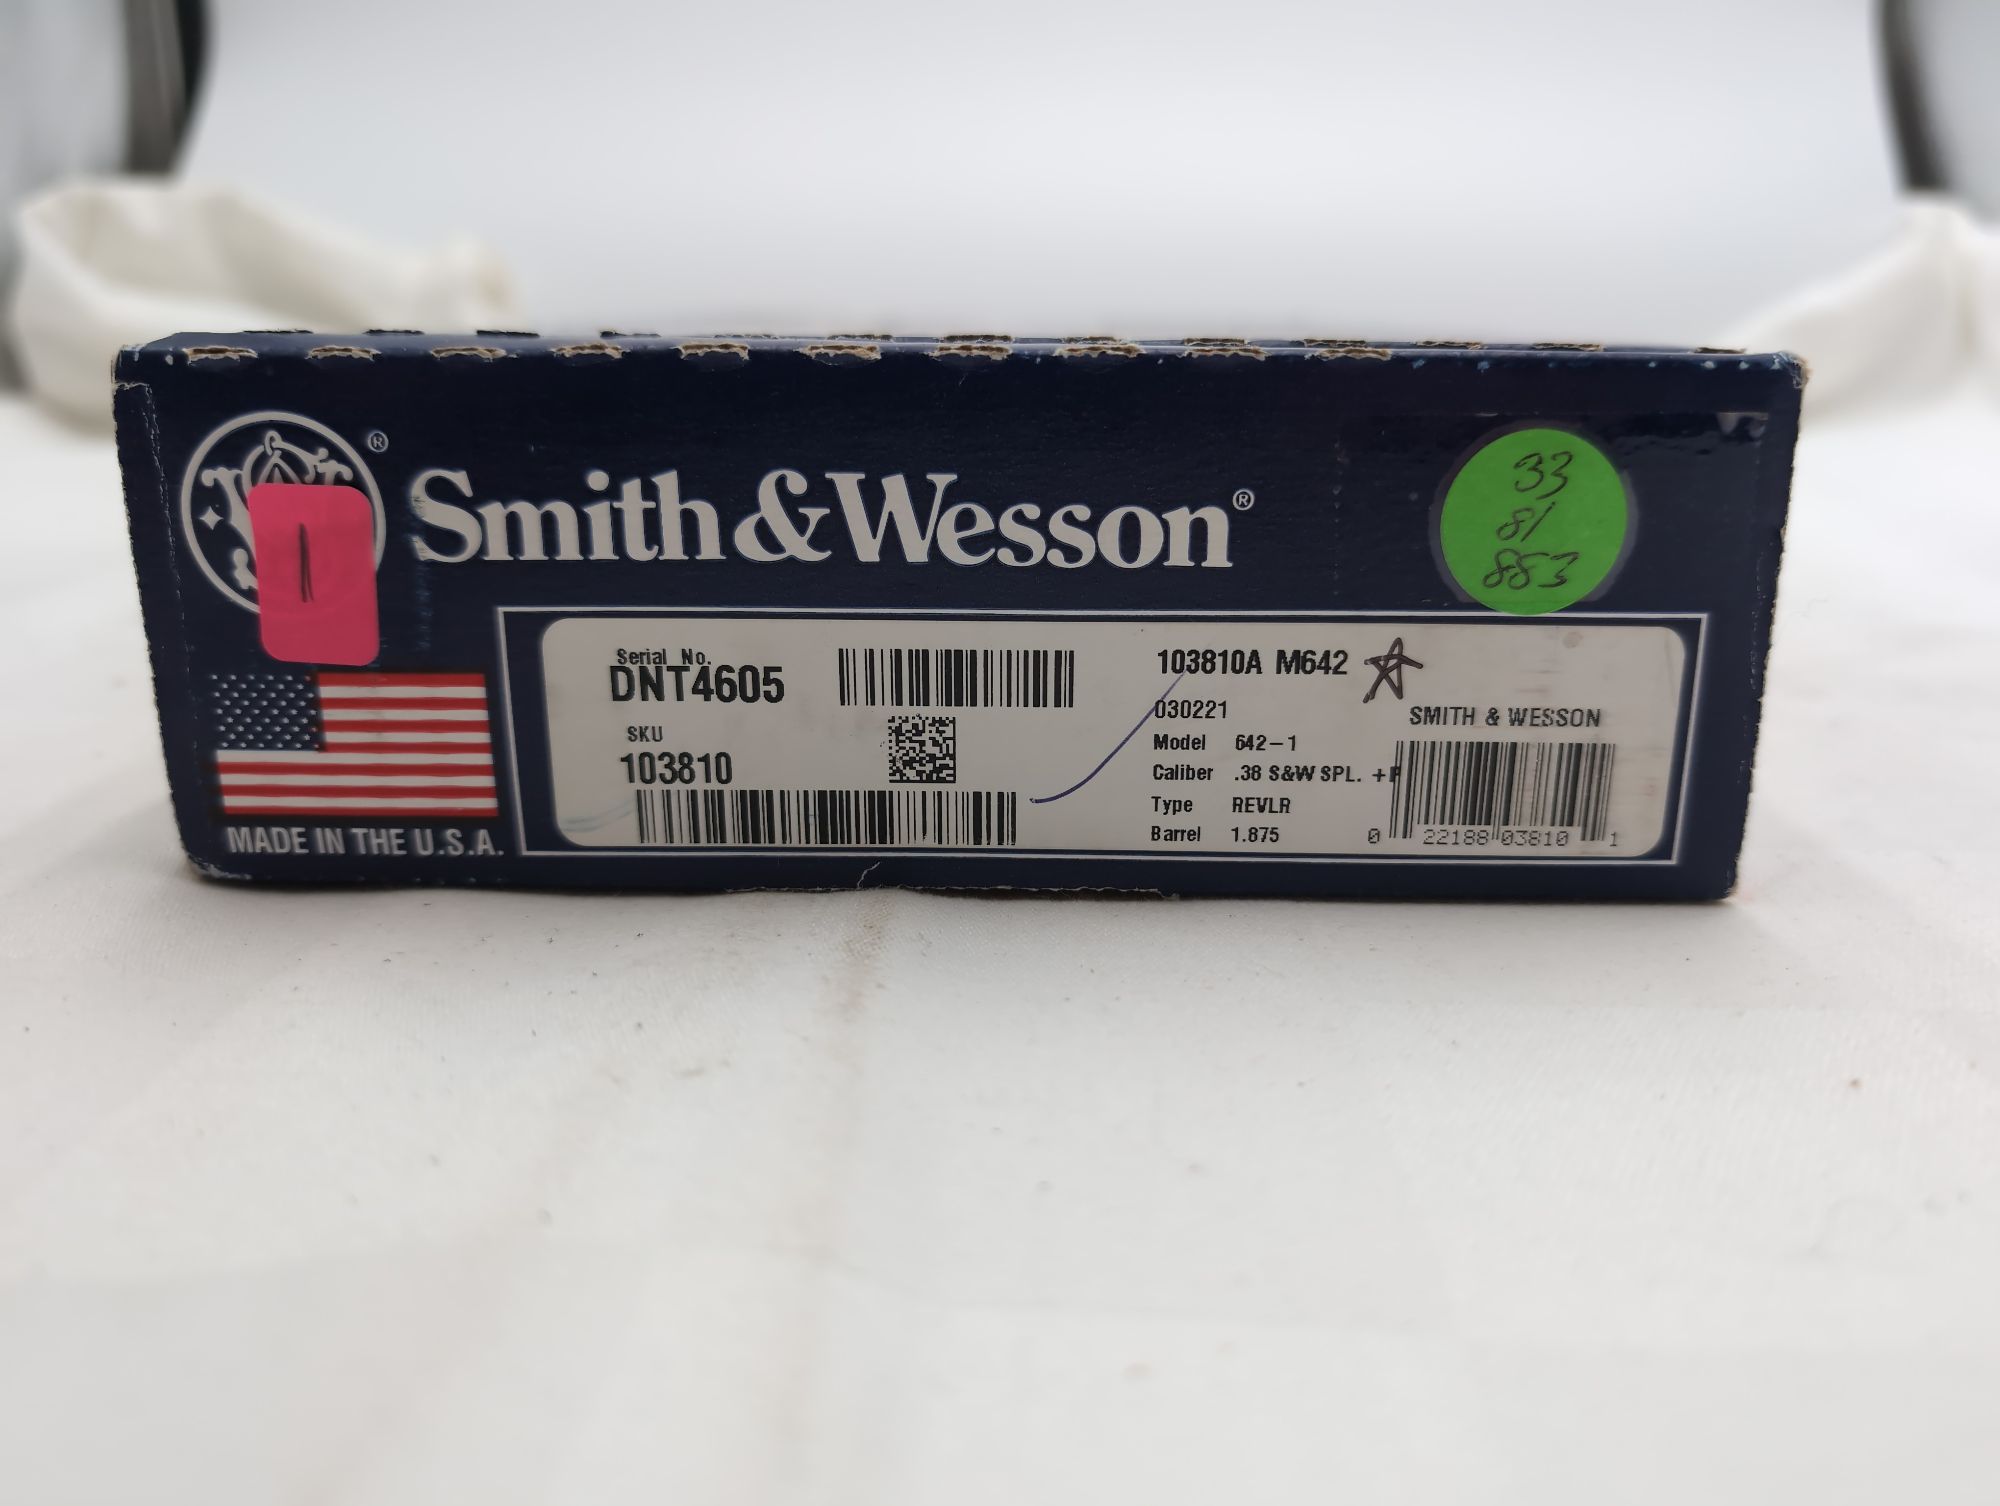 Smith & Wesson®
33
81
883
1
MADE IN THE U.S.A.
Serial No.
DNT4605
SKU
103810
103810A M642
030221
Model 642-1
Caliber .38 S&W SPL. +P
Type REVLR
Barrel 1.875
SMITH & WESSON
0 22188 03810 1